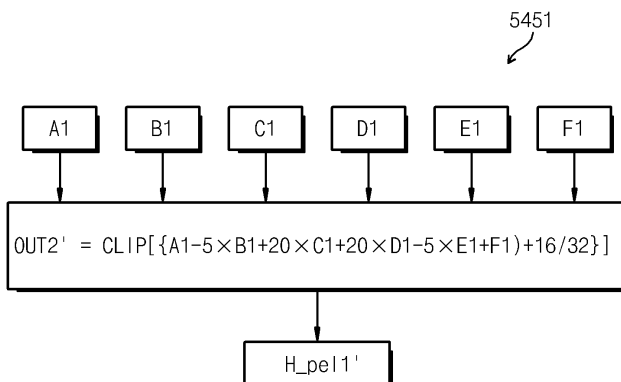 5451
A1 B1 C1 D1 E1 F1
OUT2' = CLIP[{A1-5×B1+20×C1+20×D1-5×E1+F1)+16/32}]
H_pel1'